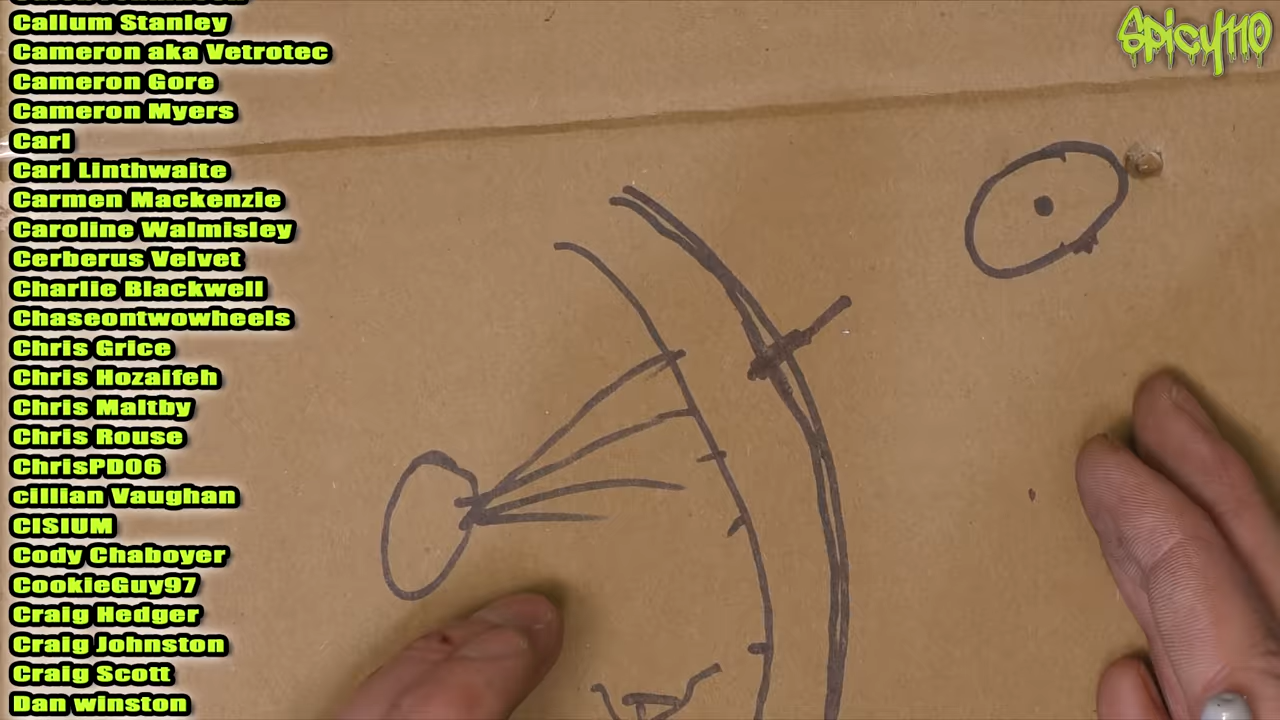 Callum Stanley
Cameron aka Vetrotec
Cameron Gore
Cameron Myers
Carl
Carl Linthwaite
Carmen Mackenzie
Caroline Walmisley
Cerberus Velvet
Charlie Blackwell
Chaseontwowheels
Chris Grice
Chris Hozaifeh
Chris Maltby
Chris Rouse
ChrisPD06
cillian Vaughan
CISIUM
Cody Chaboyer
CookieGuy97
Craig Hedger
Craig Johnston
Craig Scott
Dan winston
Spicy110